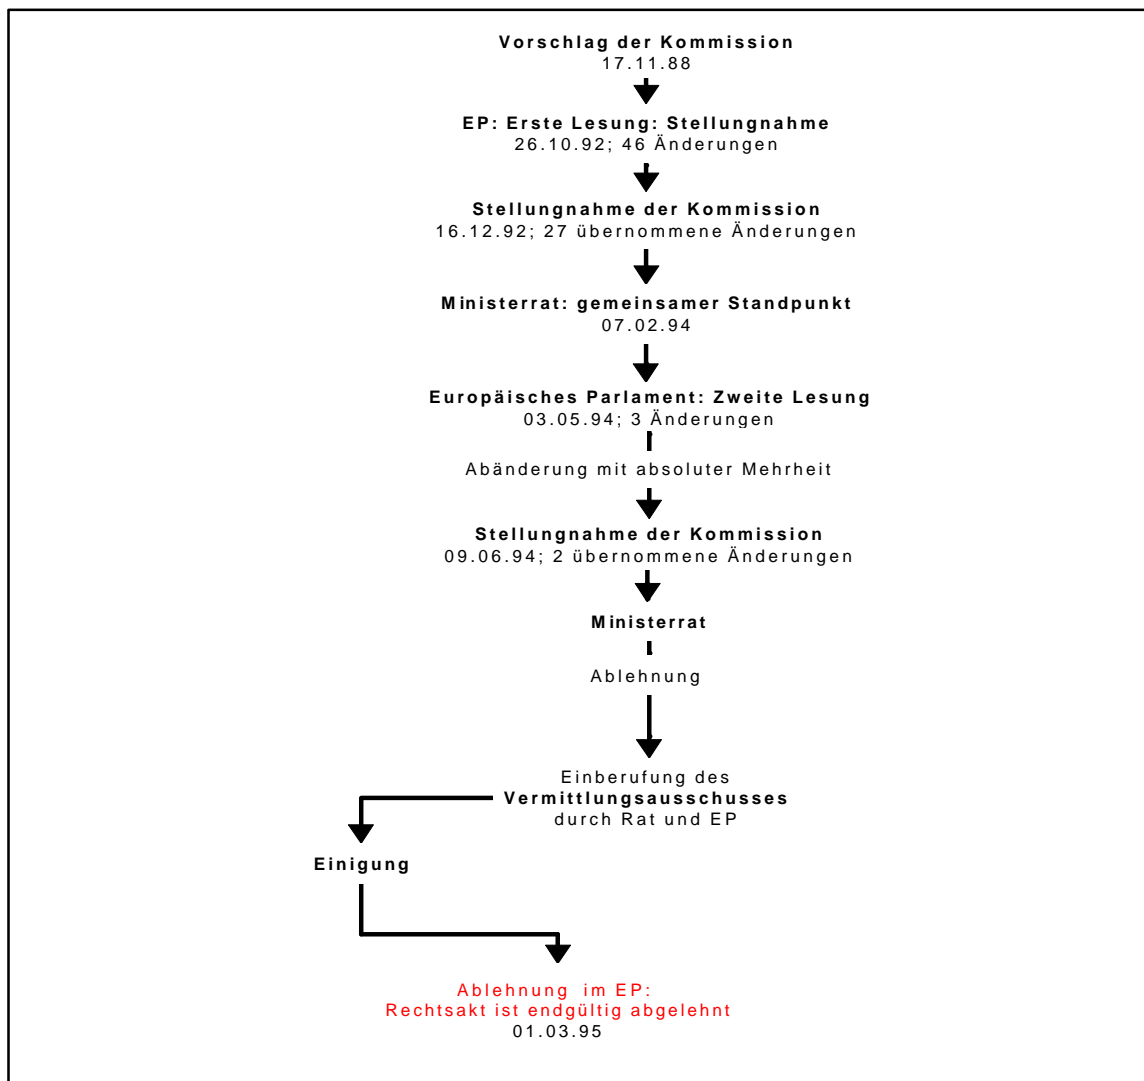 Vorschlag der Kommission
17.11.88
EP: Erste Lesung: Stellungnahme
26.10.92; 46 Änderungen
Stellungnahme der Kommission
16.12.92; 27 übernommene Änderungen
Ministerrat: gemeinsamer Standpunkt
07.02.94
Europäisches Parlament: Zweite Lesung
03.05.94; 3 Änderungen
Abänderung mit absoluter Mehrheit
Stellungnahme der Kommission
09.06.94; 2 übernommene Änderungen
Ministerrat
Ablehnung
Einberufung des
Vermittlungsausschusses
durch Rat und EP
Einigung
Ablehnung im EP:
Rechtsakt ist endgültig abgelehnt
01.03.95